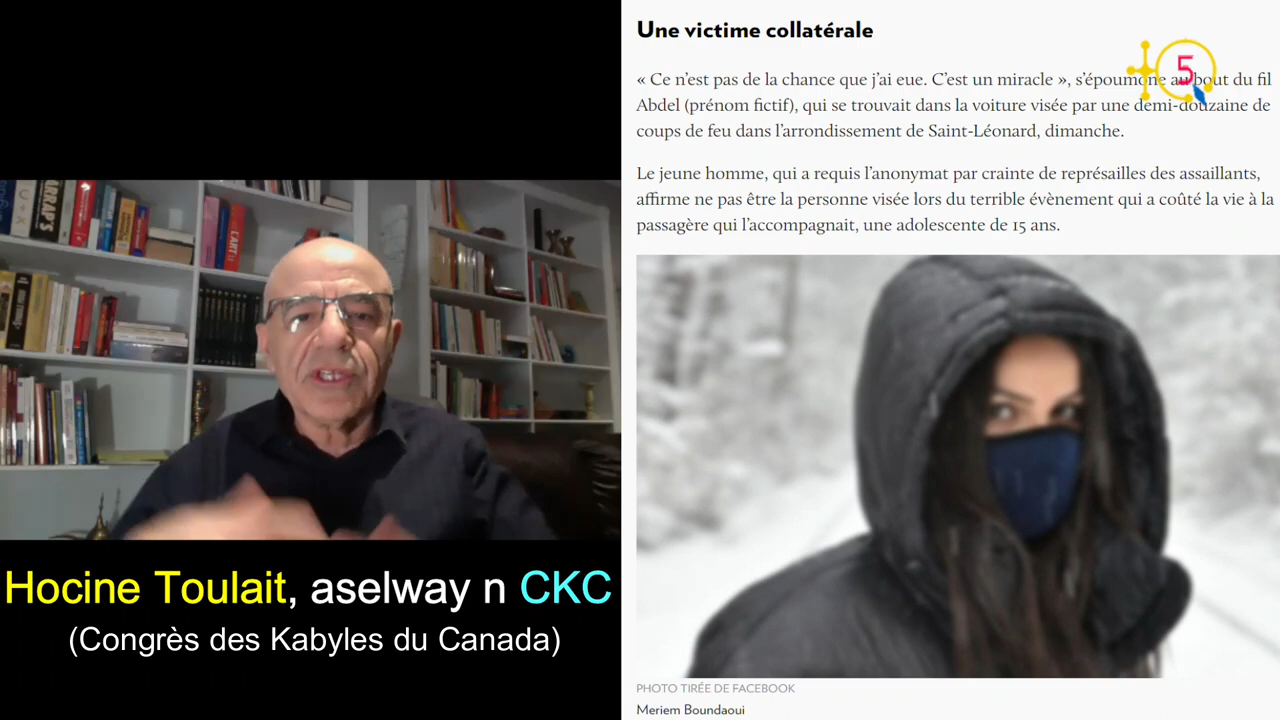 Hocine Toulait, aselway n CKC
(Congrès des Kabyles du Canada)
Une victime collatérale
« Ce n'est pas de la chance que j'ai eue. C'est un miracle », s'époumone au bout du fil
Abdel (prénom fictif), qui se trouvait dans la voiture visée par une demi-douzaine de
coups de feu dans l'arrondissement de Saint-Léonard, dimanche.
Le jeune homme, qui a requis l'anonymat par crainte de représailles des assaillants,
affirme ne pas être la personne visée lors du terrible évènement qui a coûté la vie à la
passagère qui l'accompagnait, une adolescente de 15 ans.
PHOTO TIRÉE DE FACEBOOK
Meriem Boundaoui
5